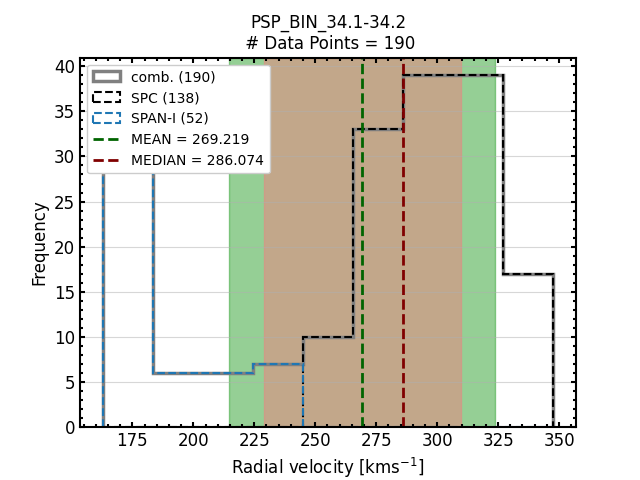 PSP_BIN_34.1-34.2
# Data Points = 190
comb. (190)
SPC (138)
SPAN-I (52)
MEAN = 269.219
MEDIAN = 286.074
Frequency
40
35
30
25
20
15
10
5
0
175 200 225 250 275 300 325 350
Radial velocity [kms⁻¹]